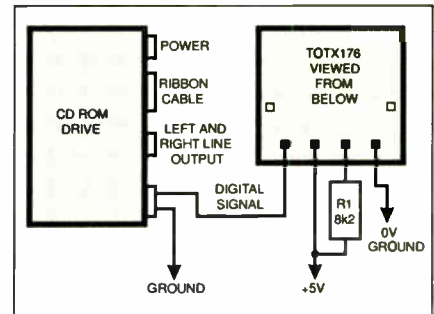 POWER
RIBBON
CABLE
CD ROM
DRIVE
LEFT AND
RIGHT LINE
OUTPUT
DIGITAL
SIGNAL
GROUND
TOTX176
VIEWED
FROM
BELOW
R1
8k2
0V
GROUND
+5V